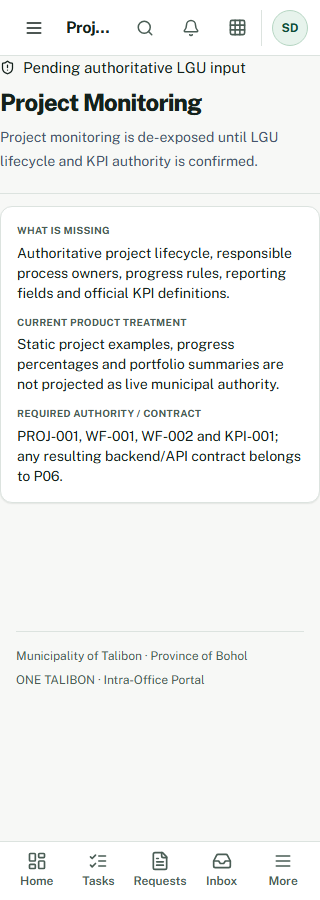 Proj...
SD
Pending authoritative LGU input
Project Monitoring
Project monitoring is de-exposed until LGU
lifecycle and KPI authority is confirmed.
WHAT IS MISSING
Authoritative project lifecycle, responsible
process owners, progress rules, reporting
fields and official KPI definitions.
CURRENT PRODUCT TREATMENT
Static project examples, progress
percentages and portfolio summaries are
not projected as live municipal authority.
REQUIRED AUTHORITY / CONTRACT
PROJ-001, WF-001, WF-002 and KPI-001;
any resulting backend/API contract belongs
to P06.
Municipality of Talibon · Province of Bohol
ONE TALIBON · Intra-Office Portal
Home Tasks Requests Inbox More